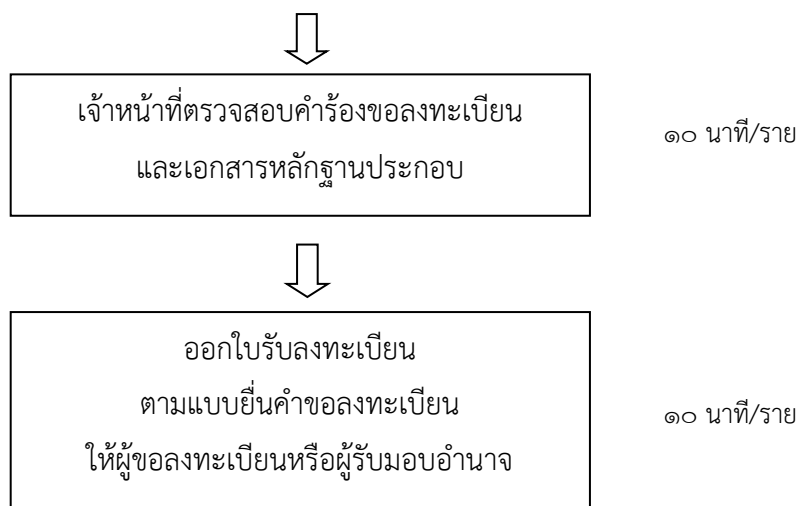 เจ้าหน้าที่ตรวจสอบคำร้องขอลงทะเบียน
และเอกสารหลักฐานประกอบ
๑๐ นาที/ราย
ออกใบรับลงทะเบียน
ตามแบบยื่นคำขอลงทะเบียน
ให้ผู้ขอลงทะเบียนหรือผู้รับมอบอำนาจ
๑๐ นาที/ราย